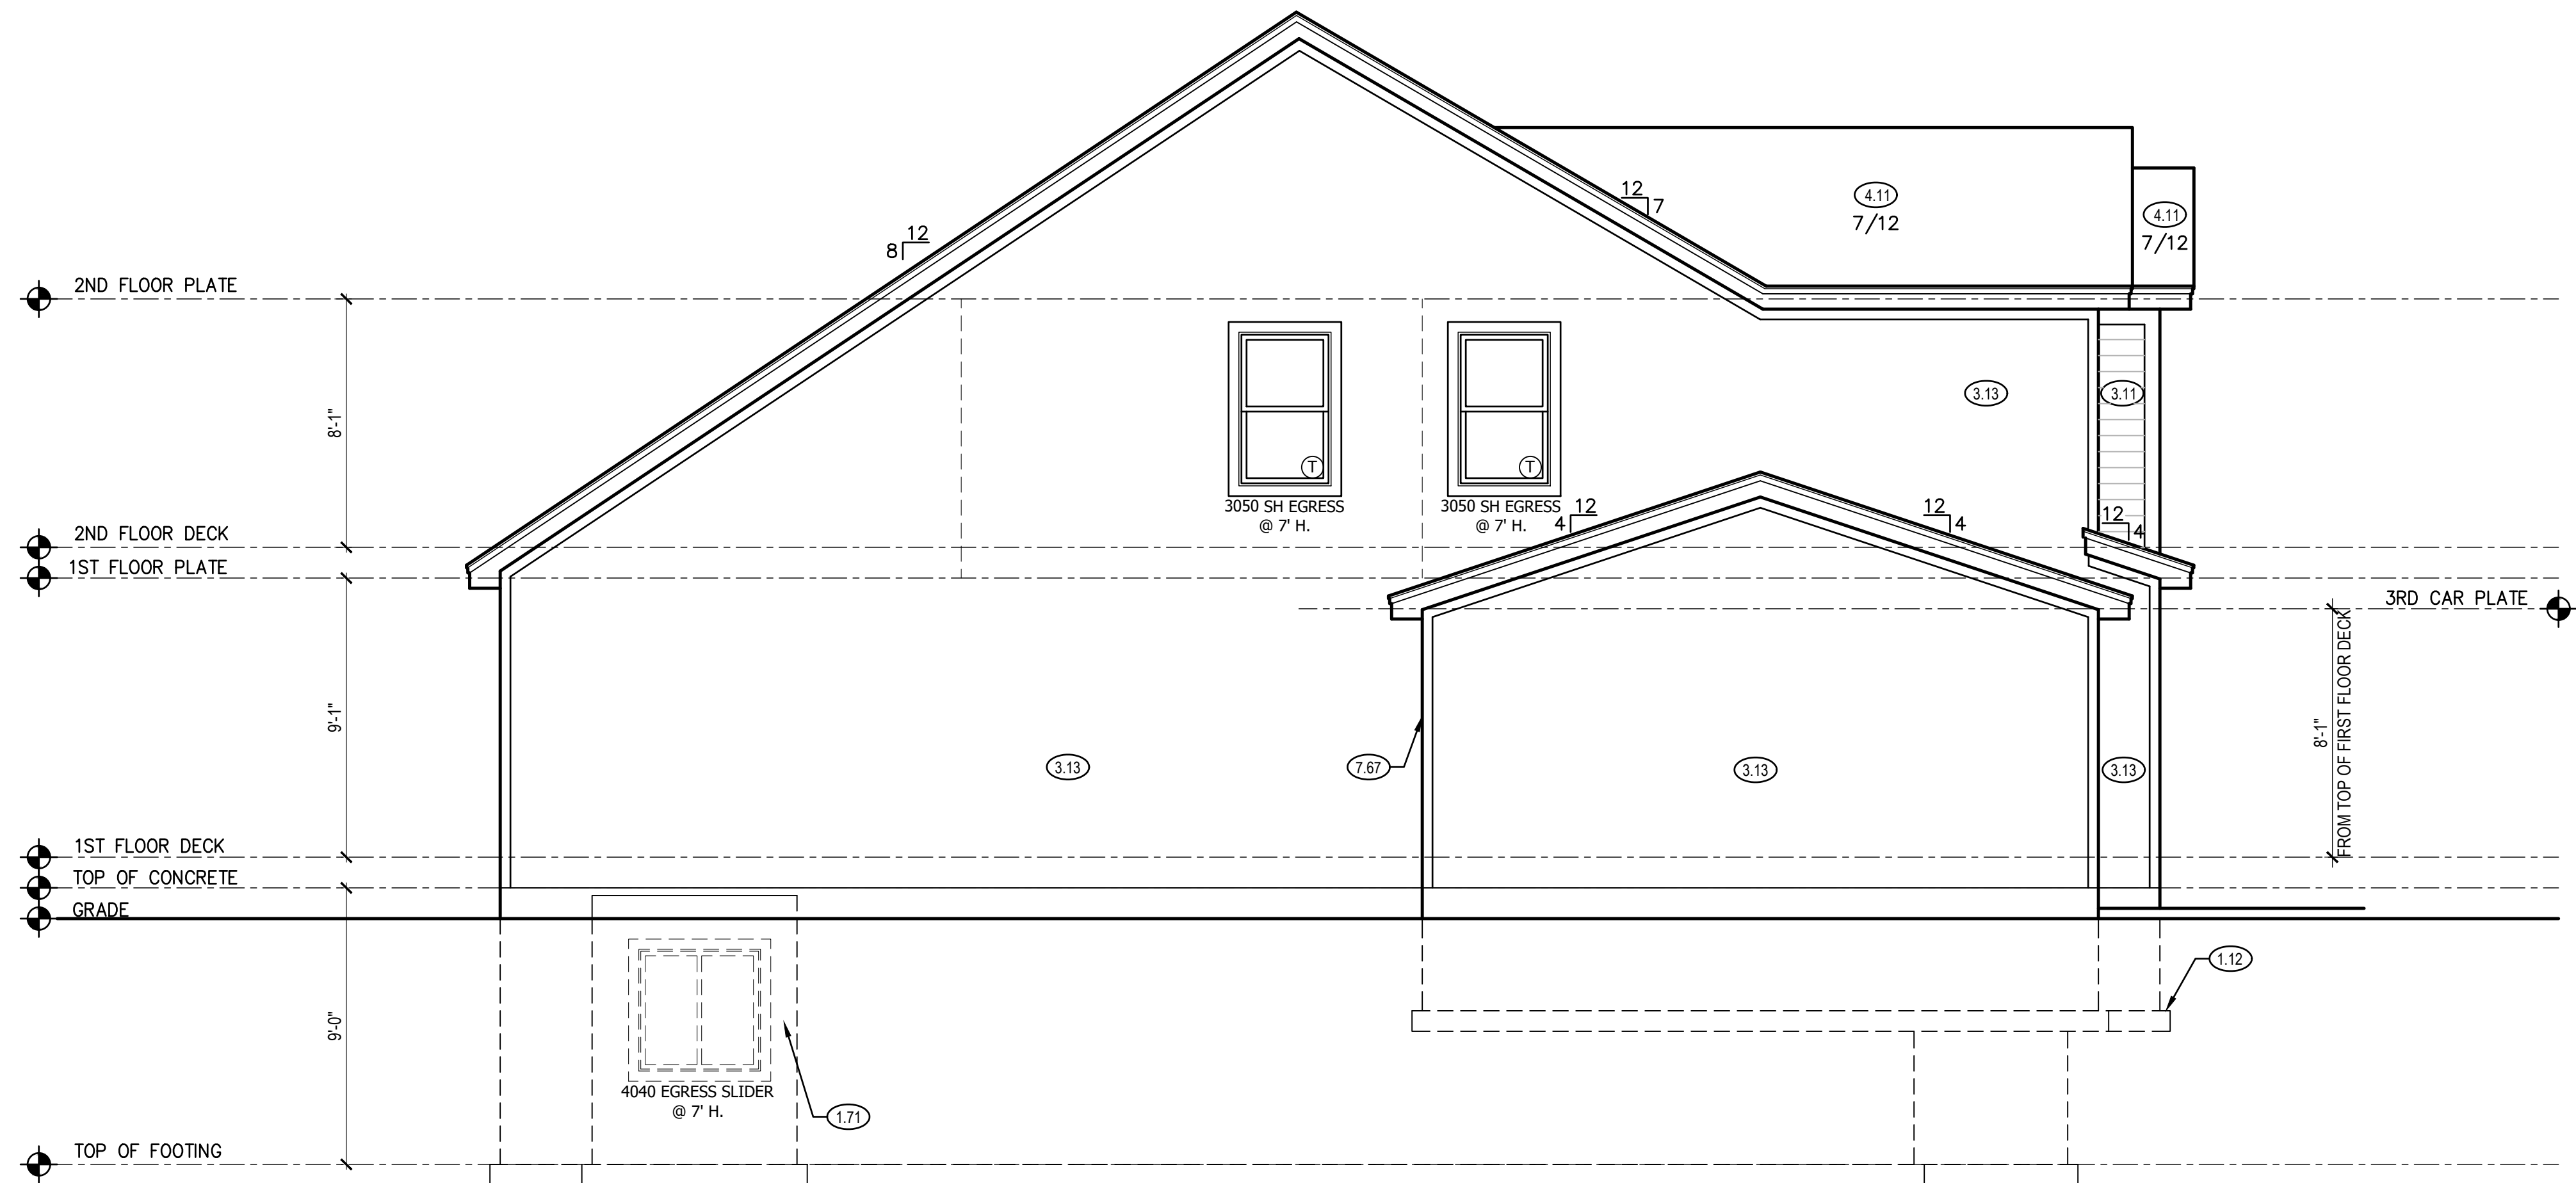 4.11
12
7
7/12
4.11
7/12
12
8
2ND FLOOR PLATE
3.13
3.11
8'-1"
T
T
3050 SH EGRESS
@ 7' H.
3050 SH EGRESS
@ 7' H.
12
4
12
4
12
4
2ND FLOOR DECK
1ST FLOOR PLATE
3RD CAR PLATE
9'-1"
8'-1"
FROM TOP OF FIRST FLOOR DECK
3.13
7.67
3.13
3.13
1ST FLOOR DECK
TOP OF CONCRETE
GRADE
1.12
9'-0"
4040 EGRESS SLIDER
@ 7' H.
1.71
TOP OF FOOTING